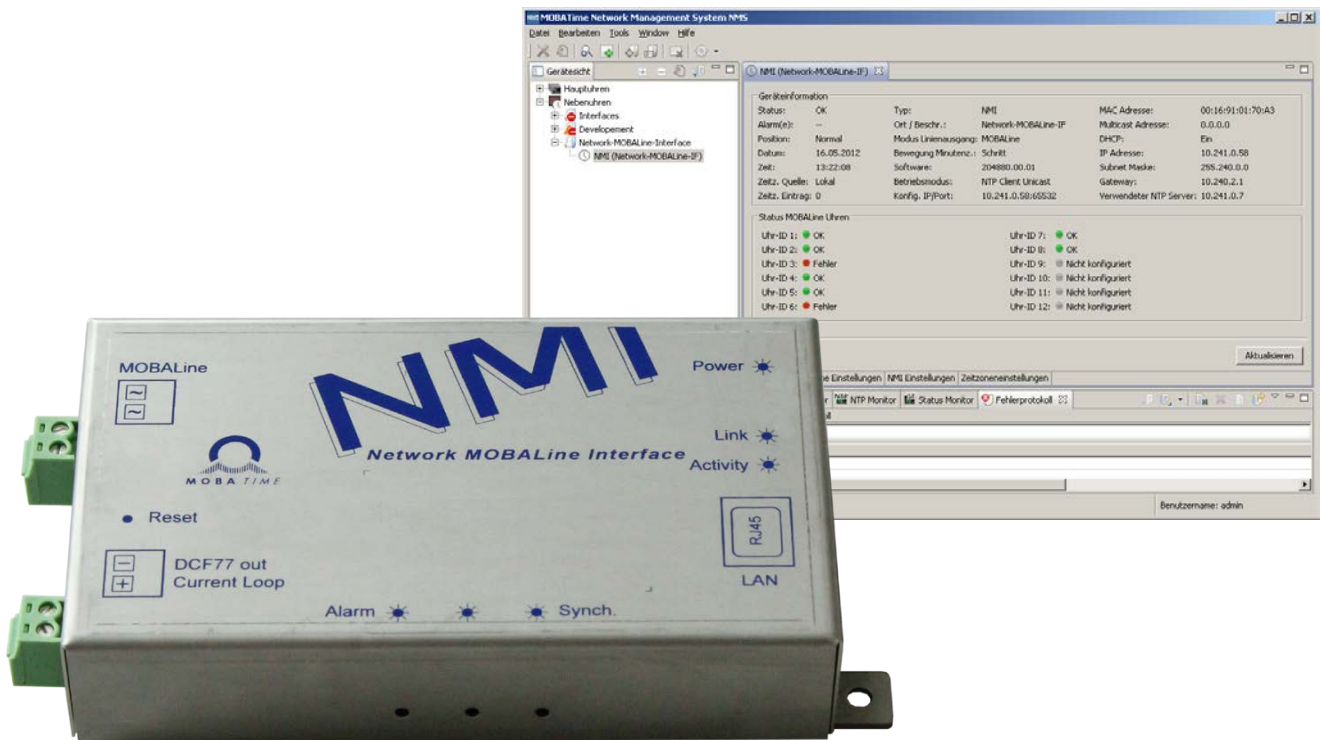 MOBATime Network Management System NMS
Datei Bearbeiten Tools Window Hilfe
Gerätesicht
NMI (Network-MOBALine-IF)
Hauptuhren
Nebenuhren
Interfaces
Developement
Network-MOBALine-Interface
NMI (Network-MOBALine-IF)
Geräteinformation
Status: OK Typ: NMI MAC Adresse: 00:16:91:01:70:A3
Alarm(e): -- Ort / Beschr.: Network-MOBALine-IF Multicast Adresse: 0.0.0.0
Position: Normal Modus Linienausgang: MOBALine DHCP: Ein
Datum: 16.05.2012 Bewegung Minutenz.: Schritt IP Adresse: 10.241.0.58
Zeit: 13:22:08 Software: 204880.00.01 Subnet Maske: 255.240.0.0
Zeitz. Quelle: Lokal Betriebsmodus: NTP Client Unicast Gateway: 10.240.2.1
Zeitz. Eintrag: 0 Konfig. IP/Port: 10.241.0.58:65532 Verwendeter NTP Server: 10.241.0.7
Status MOBALine Uhren
Uhr-ID 1: OK Uhr-ID 7: OK
Uhr-ID 2: OK Uhr-ID 8: OK
Uhr-ID 3: Fehler Uhr-ID 9: Nicht konfiguriert
Uhr-ID 4: OK Uhr-ID 10: Nicht konfiguriert
Uhr-ID 5: OK Uhr-ID 11: Nicht konfiguriert
Uhr-ID 6: Fehler Uhr-ID 12: Nicht konfiguriert
Aktualisieren
Einstellungen NMI Einstellungen Zeitzoneneinstellungen
NTP Monitor Status Monitor Fehlerprotokoll
Benutzername: admin
MOBALine
NMI
Power
Network MOBALine Interface
Link
Activity
MOBATIME
Reset
RJ45
LAN
DCF77 out
Current Loop
Alarm Synch.